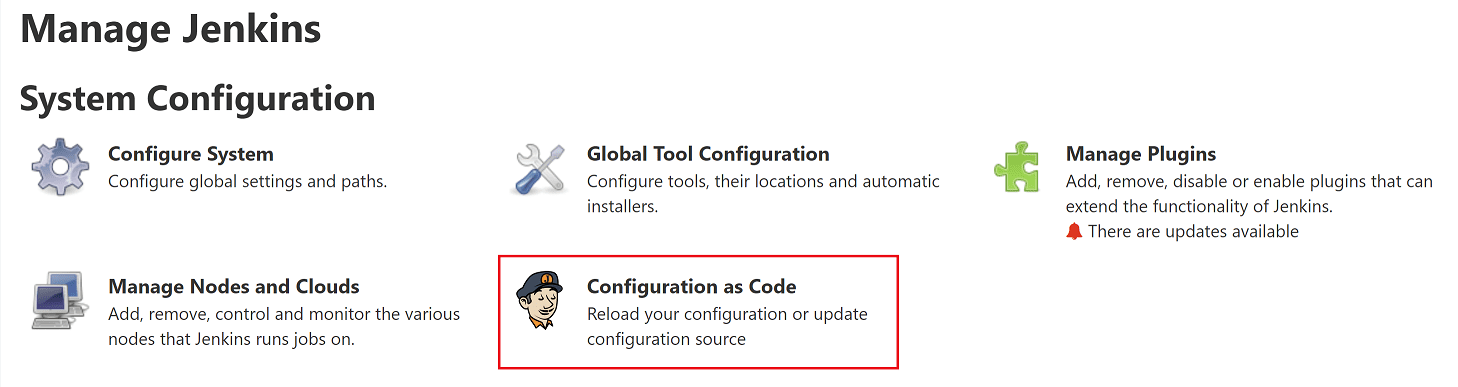 Manage Jenkins
System Configuration
Configure System
Configure global settings and paths.
Global Tool Configuration
Configure tools, their locations and automatic
installers.
Manage Plugins
Add, remove, disable or enable plugins that can
extend the functionality of Jenkins.
There are updates available
Manage Nodes and Clouds
Add, remove, control and monitor the various
nodes that Jenkins runs jobs on.
Configuration as Code
Reload your configuration or update
configuration source